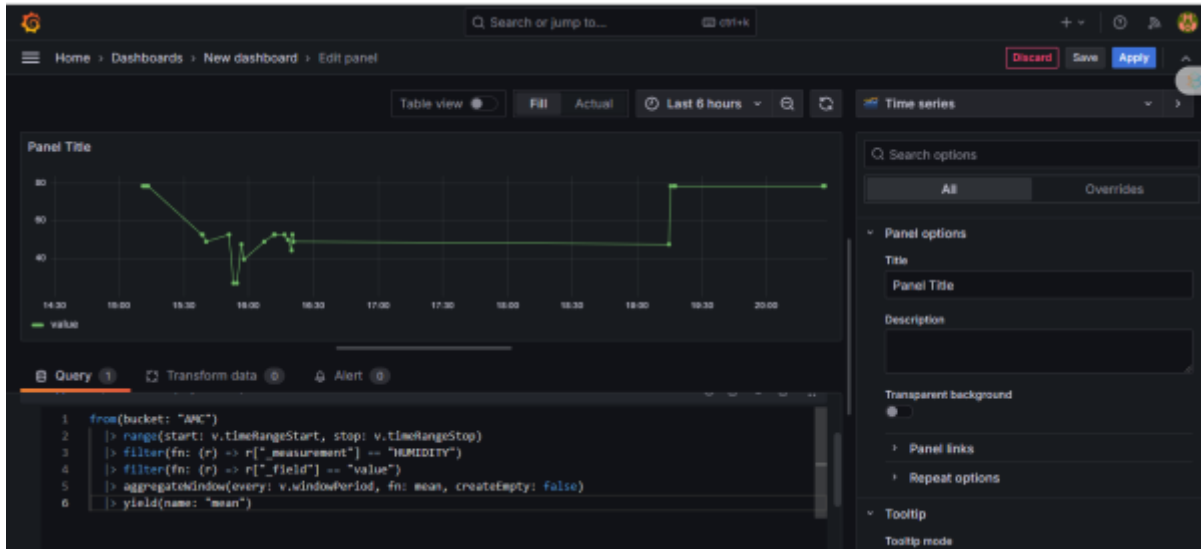 Search or jump to... ctrl+k
Home > Dashboards > New dashboard > Edit panel
Discard Save Apply
Table view Fill Actual Last 6 hours Time series
Panel Title
80
60
40
14:30 15:00 15:30 16:00 16:30 17:00 17:30 18:00 18:30 19:00 19:30 20:00
value
Search options
All Overrides
Panel options
Title
Panel Title
Description
Transparent background
Panel links
Repeat options
Tooltip
Tooltip mode
Query 1 Transform data 0 Alert 0
1 from(bucket: "AMC")
2 |> range(start: v.timeRangeStart, stop: v.timeRangeStop)
3 |> filter(fn: (r) => r["_measurement"] == "HUMIDITY")
4 |> filter(fn: (r) => r["_field"] == "value")
5 |> aggregateWindow(every: v.windowPeriod, fn: mean, createEmpty: false)
6 |> yield(name: "mean")